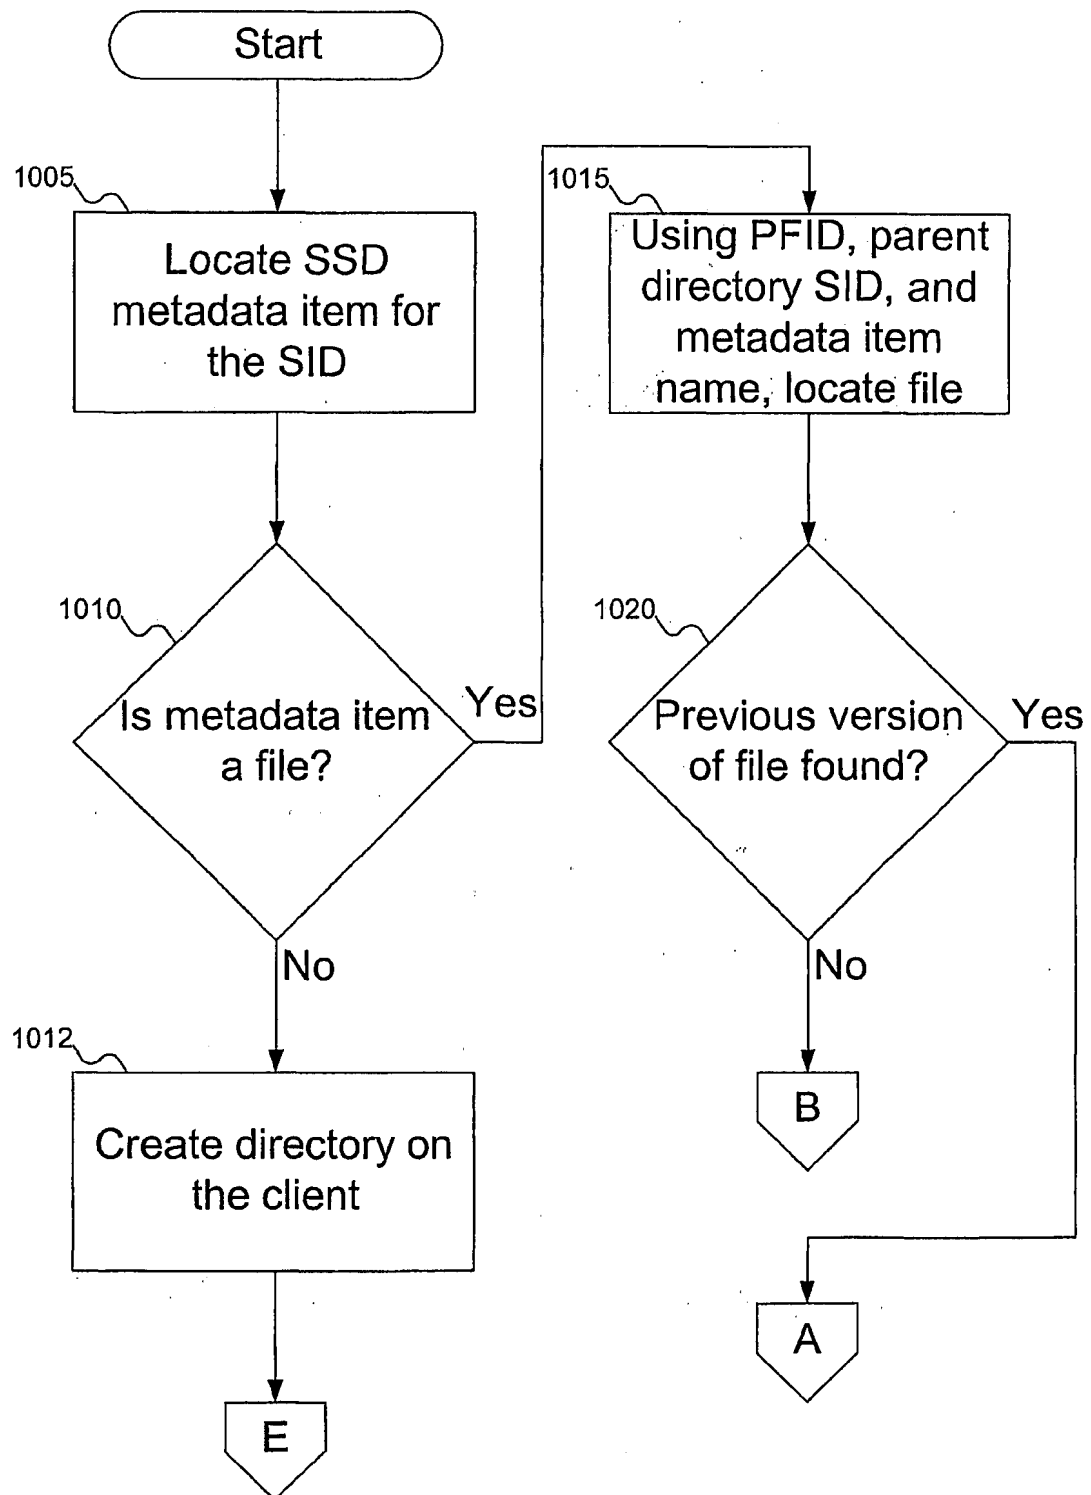 Start
1005
Locate SSD
metadata item for
the SID
1010
Is metadata item
a file?
Yes
No
1012
Create directory on
the client
E
1015
Using PFID, parent
directory SID, and
metadata item
name, locate file
1020
Previous version
of file found?
Yes
No
B
A